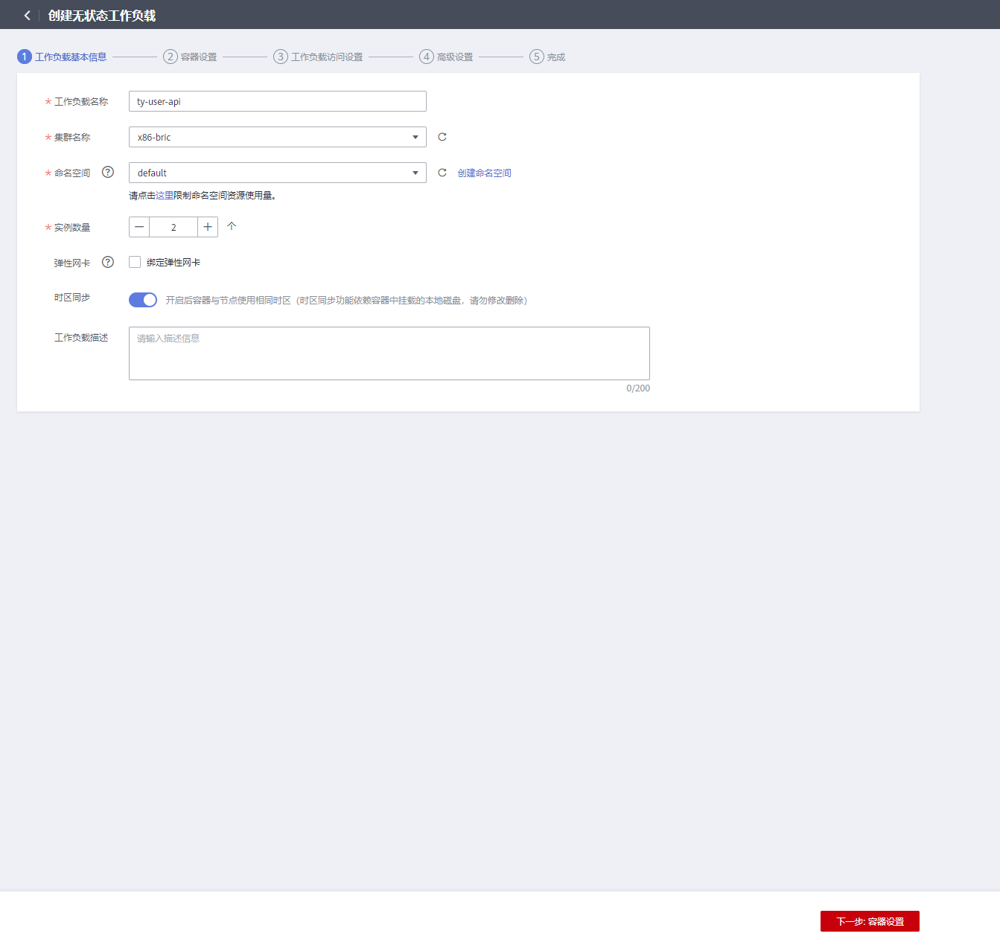 创建无状态工作负载
1 工作负载基本信息 2 容器设置 3 工作负载访问设置 4 高级设置 5 完成
* 工作负载名称 ty-user-api
* 集群名称 x86-bric
* 命名空间 ? default 创建命名空间
请点击这里限制命名空间资源使用量。
* 实例数量 − 2 + 个
弹性网卡 ? 绑定弹性网卡
时区同步 开启后容器与节点使用相同时区（时区同步功能依赖容器中挂载的本地磁盘，请勿修改删除）
工作负载描述 请输入描述信息
0/200
下一步: 容器设置